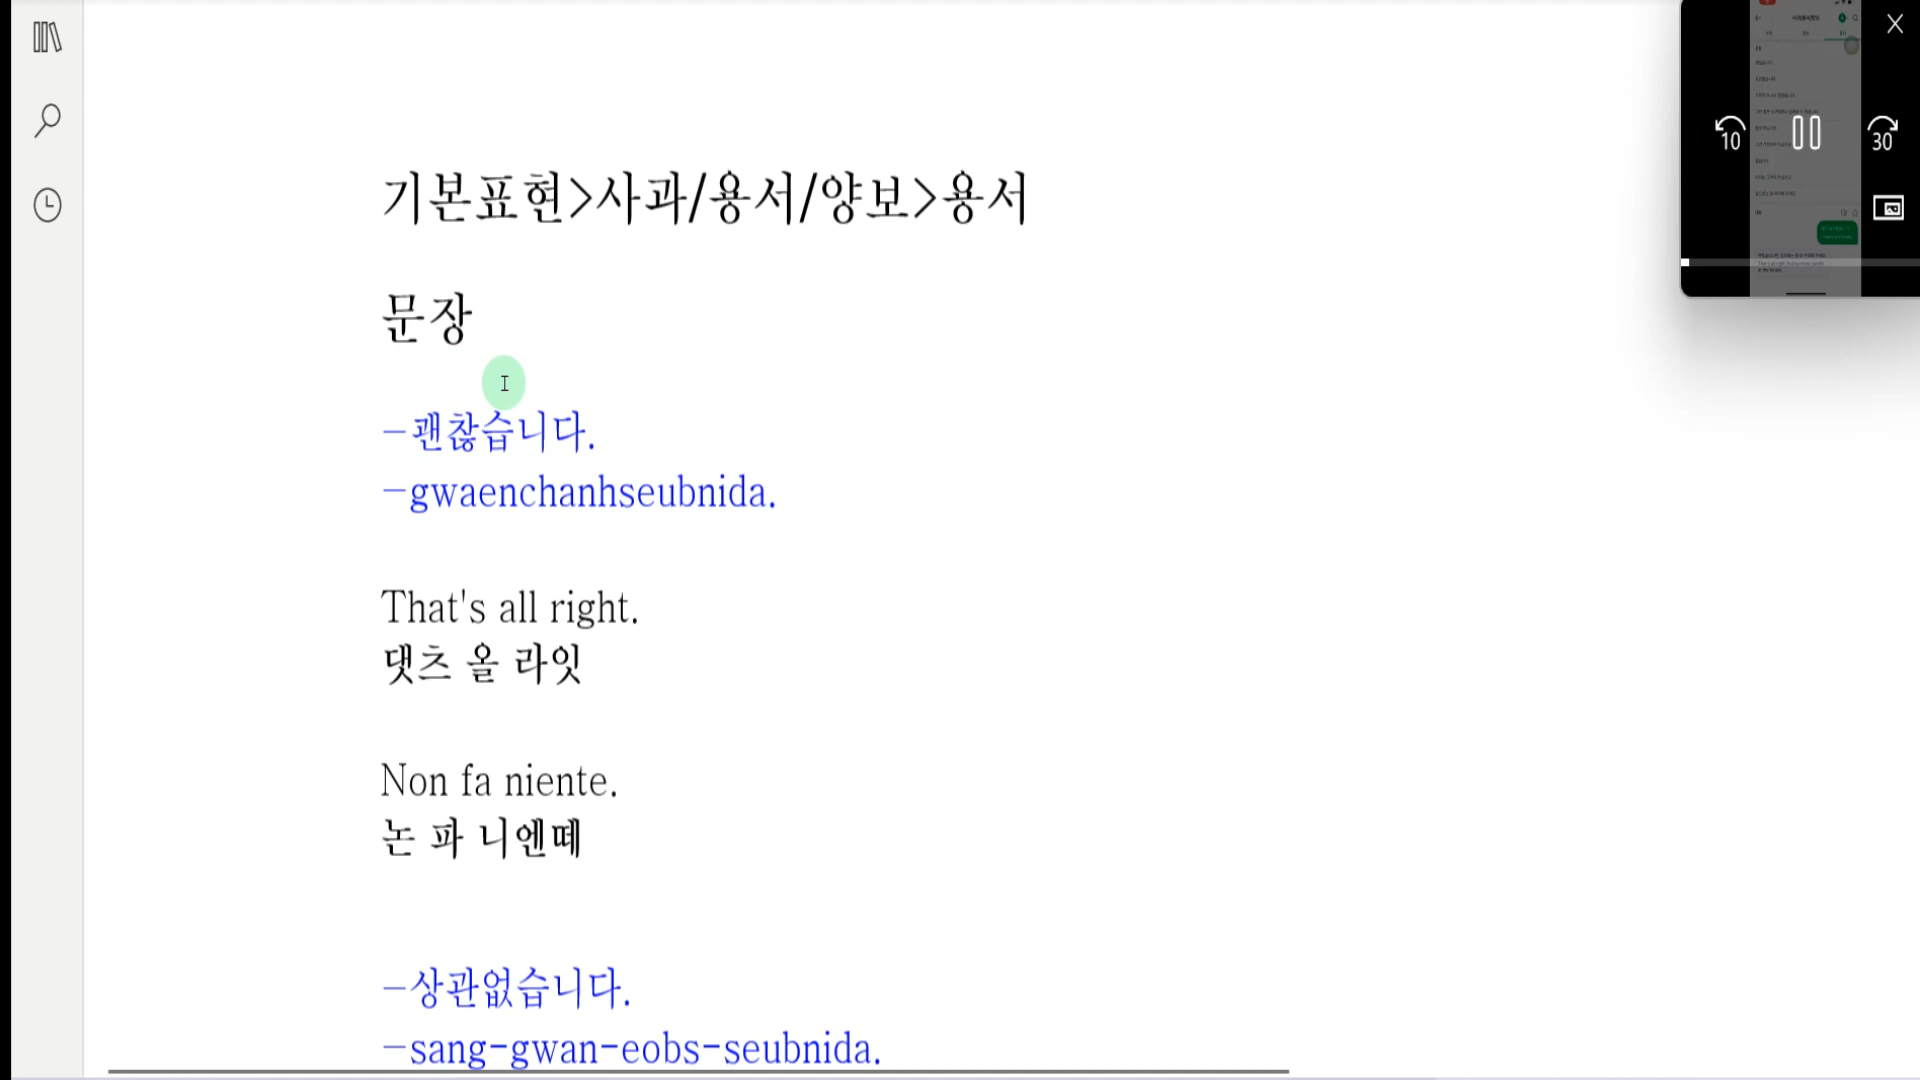 기본표현>사과/용서/양보>용서
문장
-괜찮습니다.
-gwaenchanhseubnida.
That's all right.
댓츠 올 라잇
Non fa niente.
논 파 니엔떼
-상관없습니다.
-sang-gwan-eobs-seubnida.
10
30